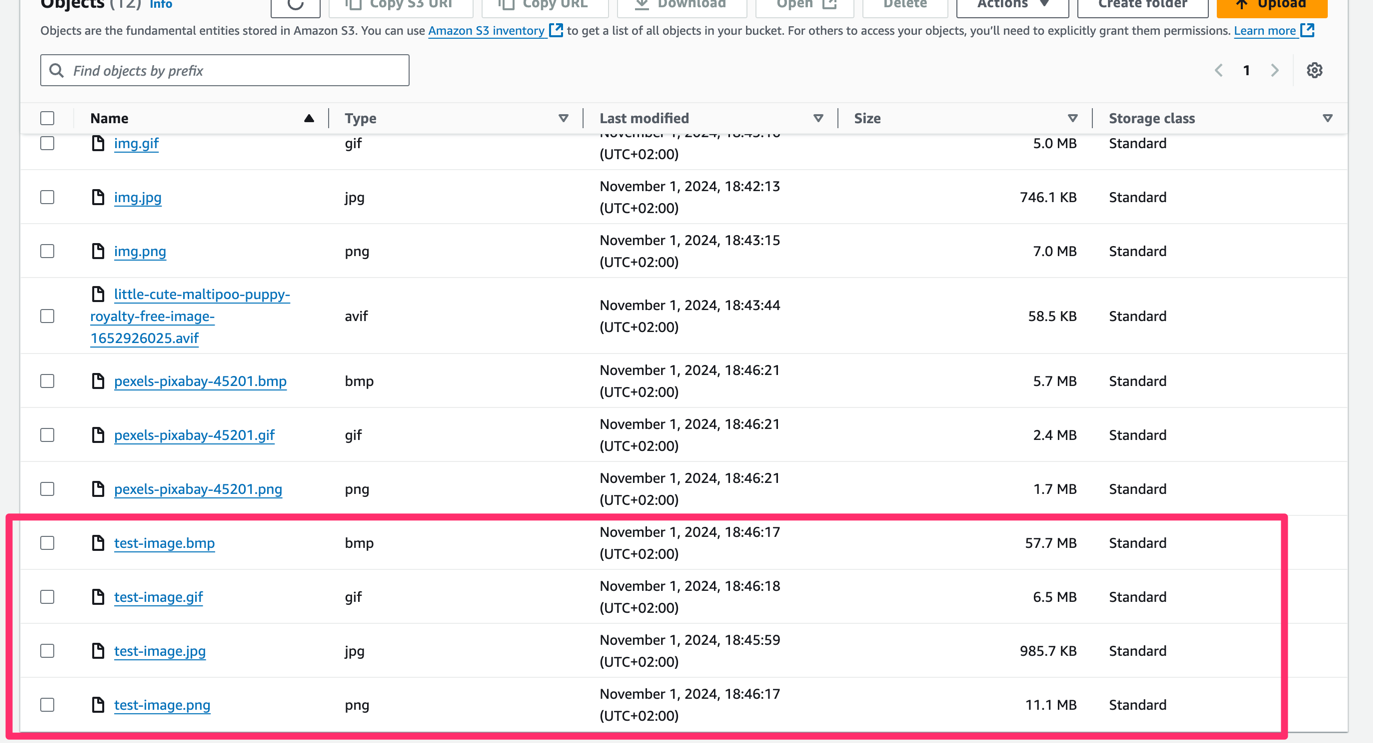 Objects (12) Info
Copy S3 URI
Copy URL
Download
Open
Delete
Actions
Create folder
Upload
Objects are the fundamental entities stored in Amazon S3. You can use Amazon S3 inventory to get a list of all objects in your bucket. For others to access your objects, you'll need to explicitly grant them permissions. Learn more
Find objects by prefix
1
Name Type Last modified Size Storage class
img.gif gif 5.0 MB Standard
(UTC+02:00)
November 1, 2024, 18:42:13
img.jpg jpg 746.1 KB Standard
(UTC+02:00)
November 1, 2024, 18:43:15
img.png png 7.0 MB Standard
(UTC+02:00)
little-cute-maltipoo-puppy-
November 1, 2024, 18:43:44
royalty-free-image- avif 58.5 KB Standard
(UTC+02:00)
1652926025.avif
November 1, 2024, 18:46:21
pexels-pixabay-45201.bmp bmp 5.7 MB Standard
(UTC+02:00)
November 1, 2024, 18:46:21
pexels-pixabay-45201.gif gif 2.4 MB Standard
(UTC+02:00)
November 1, 2024, 18:46:21
pexels-pixabay-45201.png png 1.7 MB Standard
(UTC+02:00)
November 1, 2024, 18:46:17
test-image.bmp bmp 57.7 MB Standard
(UTC+02:00)
November 1, 2024, 18:46:18
test-image.gif gif 6.5 MB Standard
(UTC+02:00)
November 1, 2024, 18:45:59
test-image.jpg jpg 985.7 KB Standard
(UTC+02:00)
November 1, 2024, 18:46:17
test-image.png png 11.1 MB Standard
(UTC+02:00)